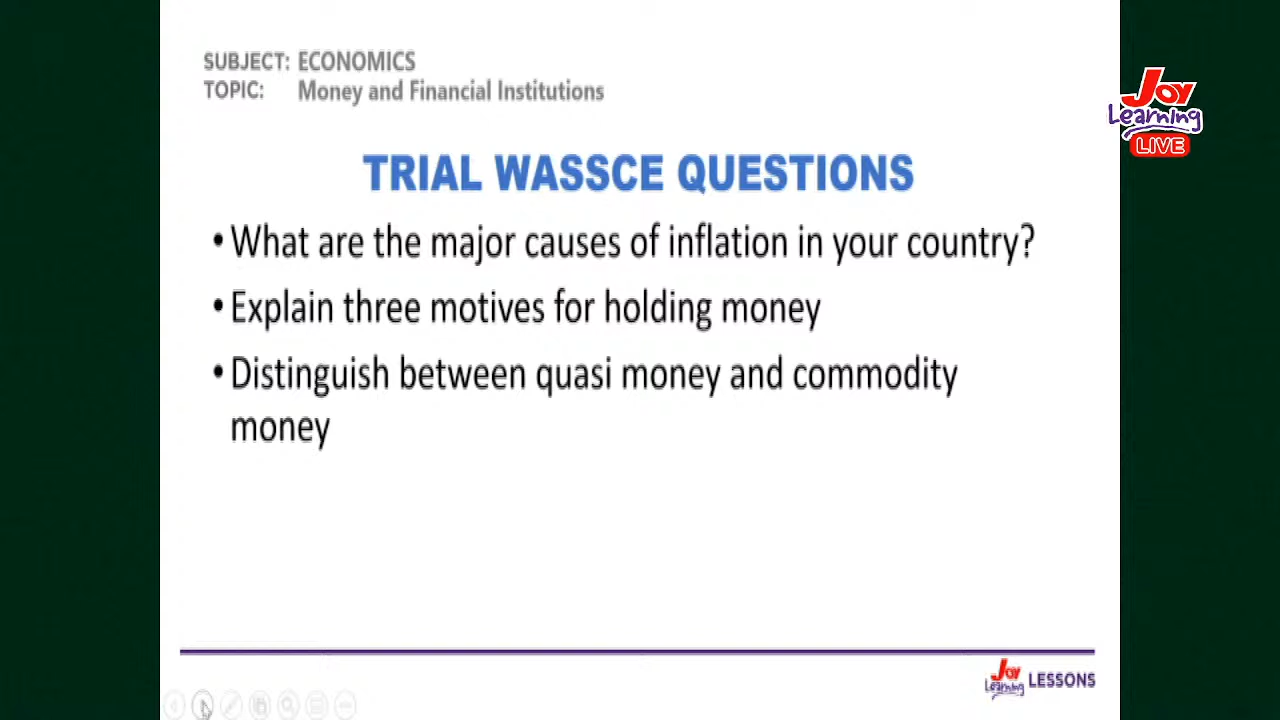 SUBJECT: ECONOMICS
TOPIC: Money and Financial Institutions
Joy
Learning
LIVE
TRIAL WASSCE QUESTIONS
• What are the major causes of inflation in your country?
• Explain three motives for holding money
• Distinguish between quasi money and commodity
money
Joy
Learning LESSONS